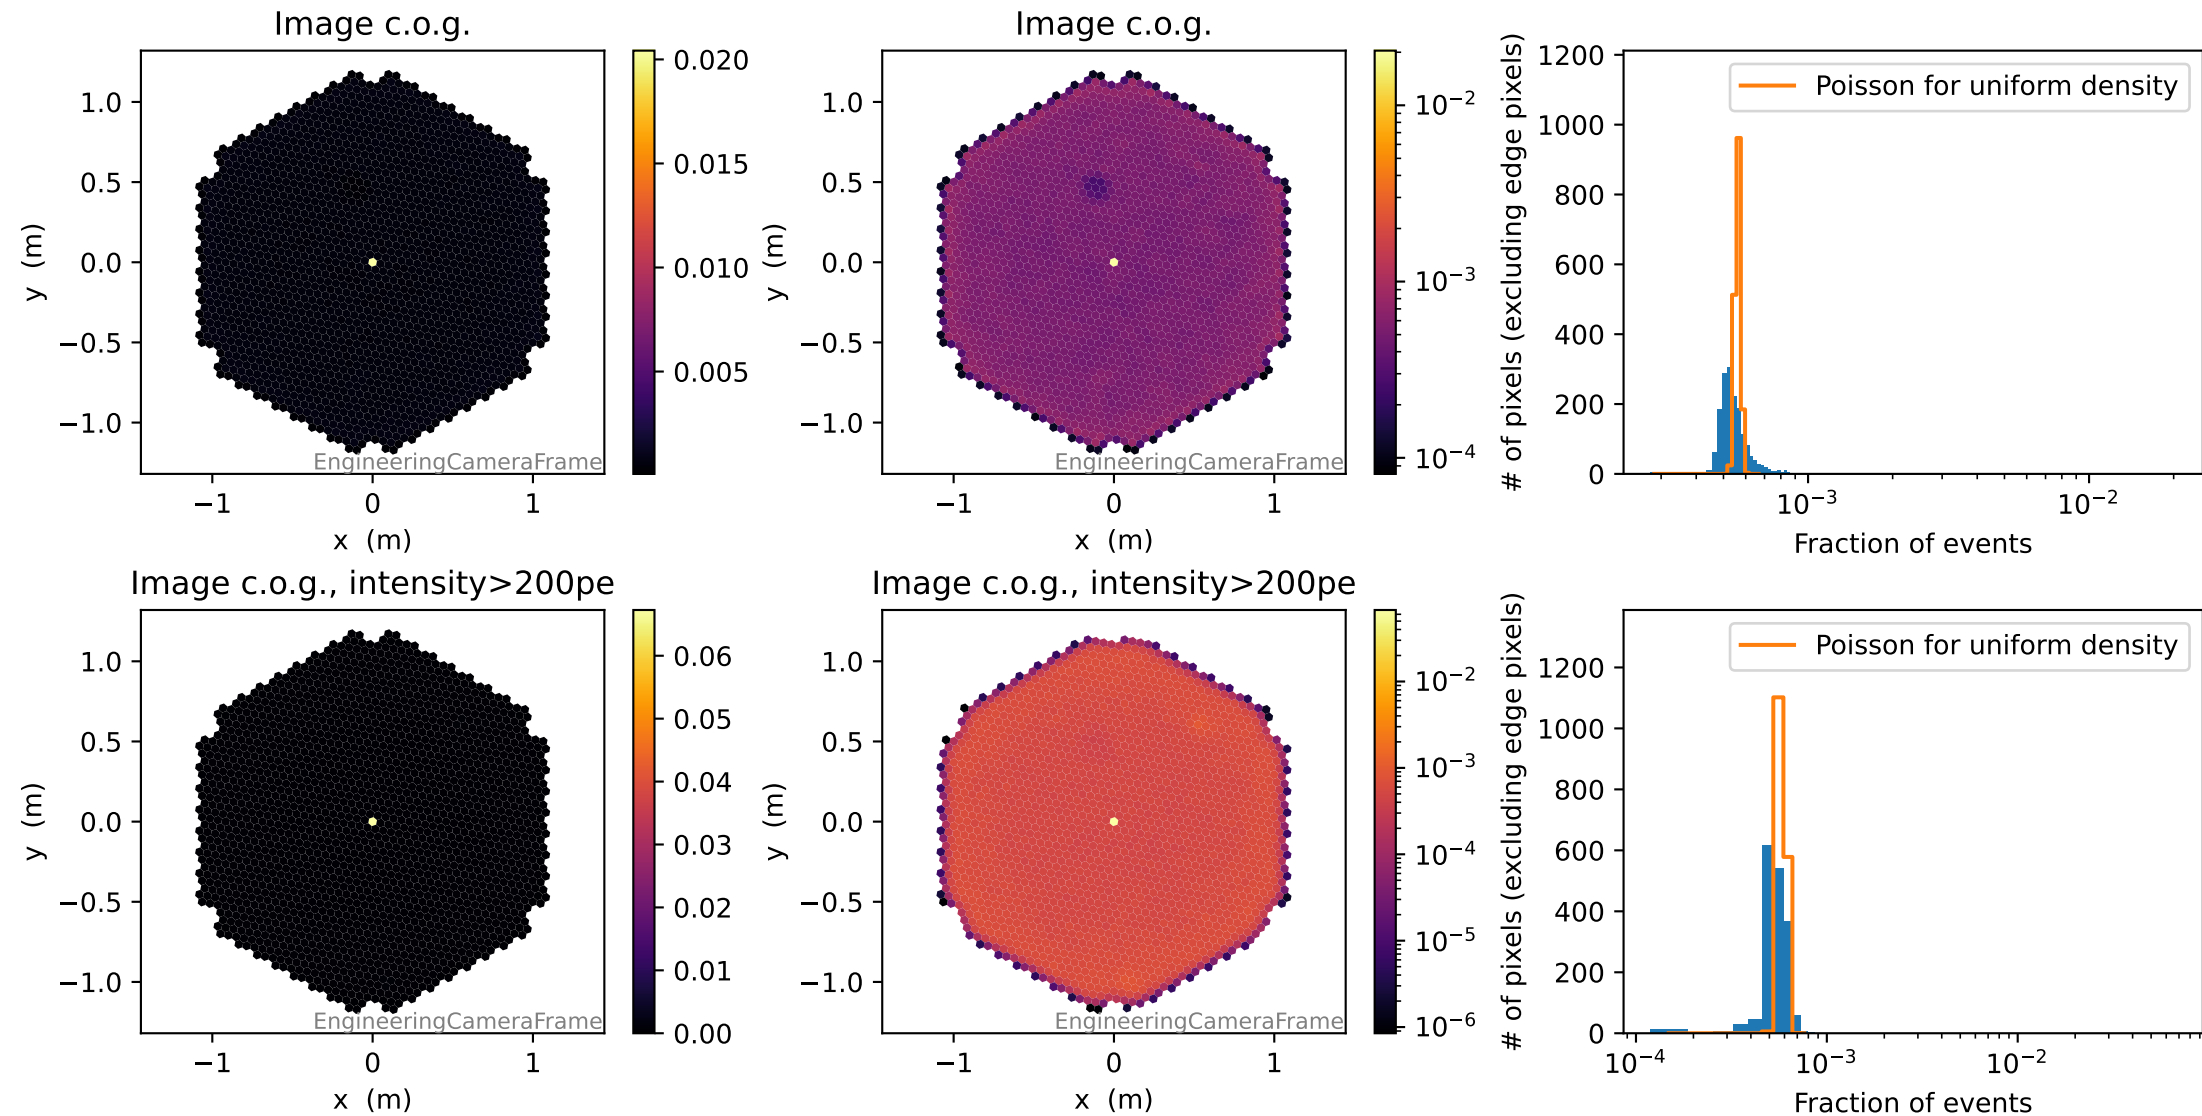 Image c.o.g.
1.0
0.5
0.0
−0.5
−1.0
y (m)
−1 0 1
x (m)
EngineeringCameraFrame
0.020
0.015
0.010
0.005
Image c.o.g.
1.0
0.5
0.0
−0.5
−1.0
y (m)
−1 0 1
x (m)
EngineeringCameraFrame
10⁻²
10⁻³
10⁻⁴
Poisson for uniform density
# of pixels (excluding edge pixels)
1200
1000
800
600
400
200
0
10⁻³ 10⁻²
Fraction of events
Image c.o.g., intensity>200pe
1.0
0.5
0.0
−0.5
−1.0
y (m)
−1 0 1
x (m)
EngineeringCameraFrame
0.06
0.05
0.04
0.03
0.02
0.01
0.00
Image c.o.g., intensity>200pe
1.0
0.5
0.0
−0.5
−1.0
y (m)
−1 0 1
x (m)
EngineeringCameraFrame
10⁻²
10⁻³
10⁻⁴
10⁻⁵
10⁻⁶
Poisson for uniform density
# of pixels (excluding edge pixels)
1200
1000
800
600
400
200
0
10⁻⁴ 10⁻³ 10⁻²
Fraction of events